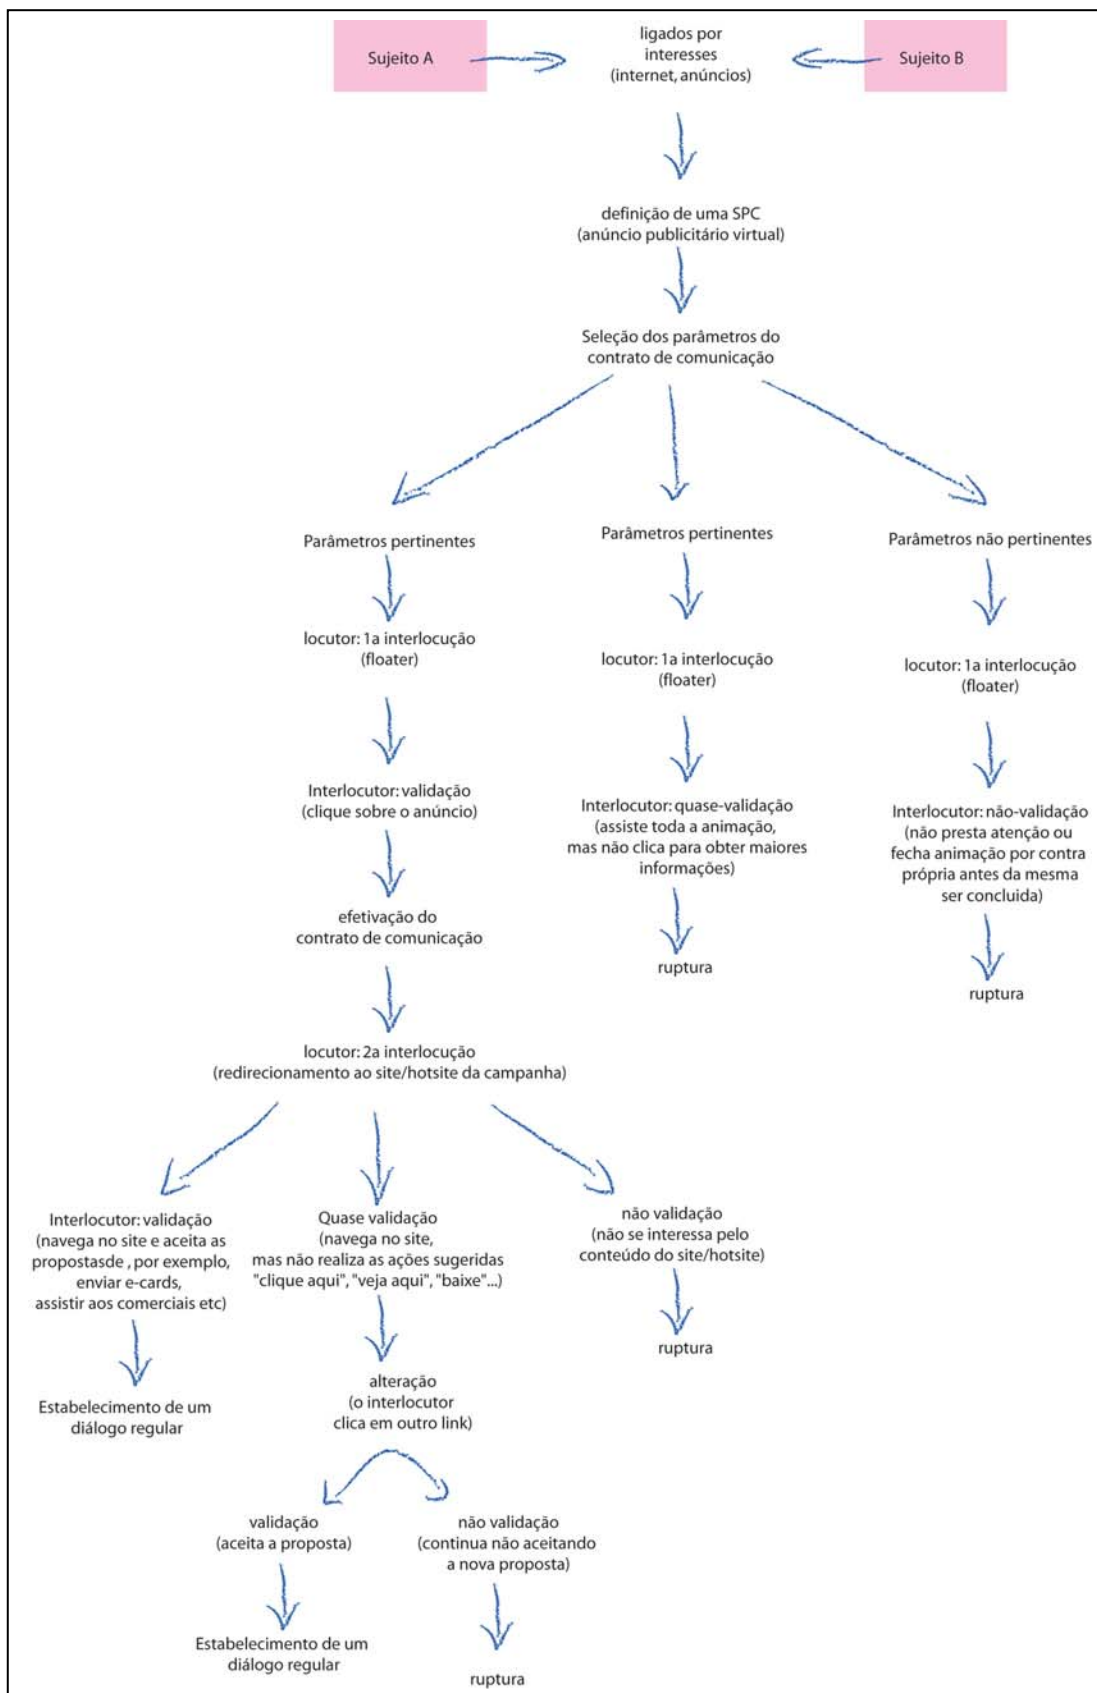 Sujeito A
ligados por
interesses
(internet, anúncios)
Sujeito B
definição de uma SPC
(anúncio publicitário virtual)
Seleção dos parâmetros do
contrato de comunicação
Parâmetros pertinentes
Parâmetros pertinentes
Parâmetros não pertinentes
locutor: 1a interlocução
(floater)
locutor: 1a interlocução
(floater)
locutor: 1a interlocução
(floater)
Interlocutor: validação
(clique sobre o anúncio)
Interlocutor: quase-validação
(assiste toda a animação,
mas não clica para obter maiores
informações)
Interlocutor: não-validação
(não presta atenção ou
fecha animação por contra
própria antes da mesma
ser concluida)
efetivação do
contrato de comunicação
ruptura
ruptura
locutor: 2a interlocução
(redirecionamento ao site/hotsite da campanha)
Interlocutor: validação
(navega no site e aceita as
propostasde , por exemplo,
enviar e-cards,
assistir aos comerciais etc)
Quase validação
(navega no site,
mas não realiza as ações sugeridas
"clique aqui", "veja aqui", "baixe"...)
não validação
(não se interessa pelo
conteúdo do site/hotsite)
ruptura
Estabelecimento de um
diálogo regular
alteração
(o interlocutor
clica em outro link)
validação
(aceita a proposta)
não validação
(continua não aceitando
a nova proposta)
Estabelecimento de um
diálogo regular
ruptura